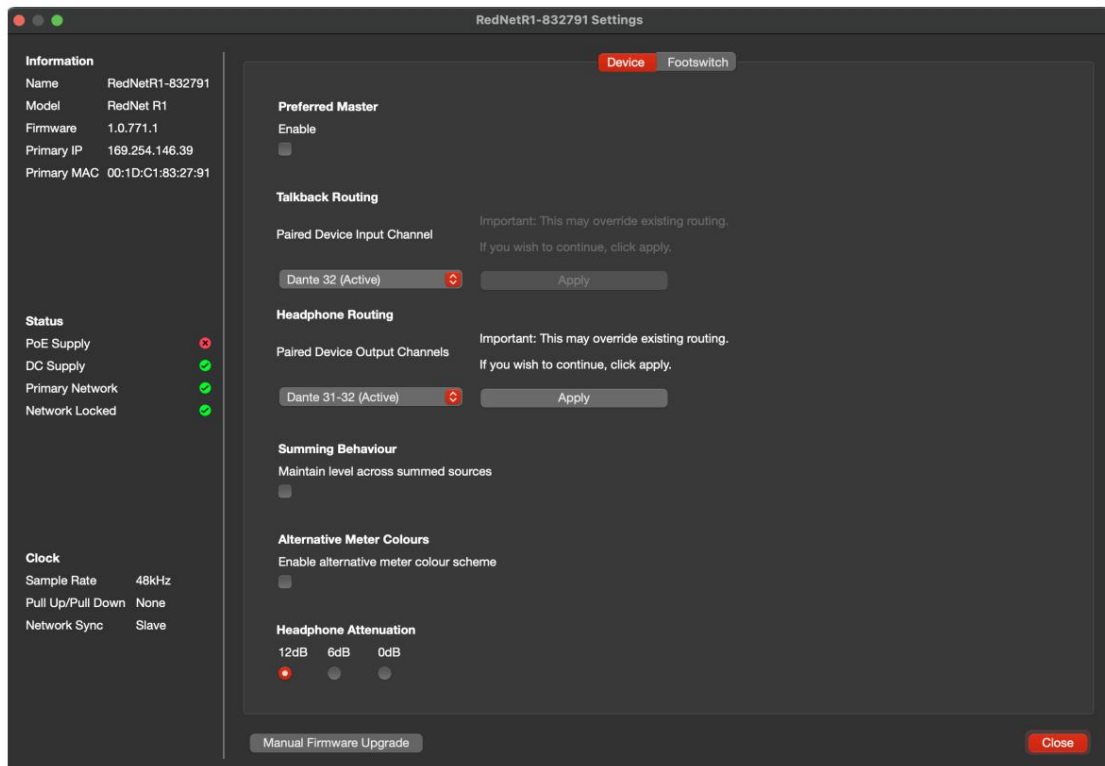 RedNetR1-832791 Settings
Information
Name RedNetR1-832791
Model RedNet R1
Firmware 1.0.771.1
Primary IP 169.254.146.39
Primary MAC 00:1D:C1:83:27:91
Status
PoE Supply
DC Supply
Primary Network
Network Locked
Clock
Sample Rate 48kHz
Pull Up/Pull Down None
Network Sync Slave
Device Footswitch
Preferred Master
Enable
Talkback Routing
Important: This may override existing routing.
Paired Device Input Channel
If you wish to continue, click apply.
Dante 32 (Active) Apply
Headphone Routing
Important: This may override existing routing.
Paired Device Output Channels
If you wish to continue, click apply.
Dante 31-32 (Active) Apply
Summing Behaviour
Maintain level across summed sources
Alternative Meter Colours
Enable alternative meter colour scheme
Headphone Attenuation
12dB 6dB 0dB
Manual Firmware Upgrade Close